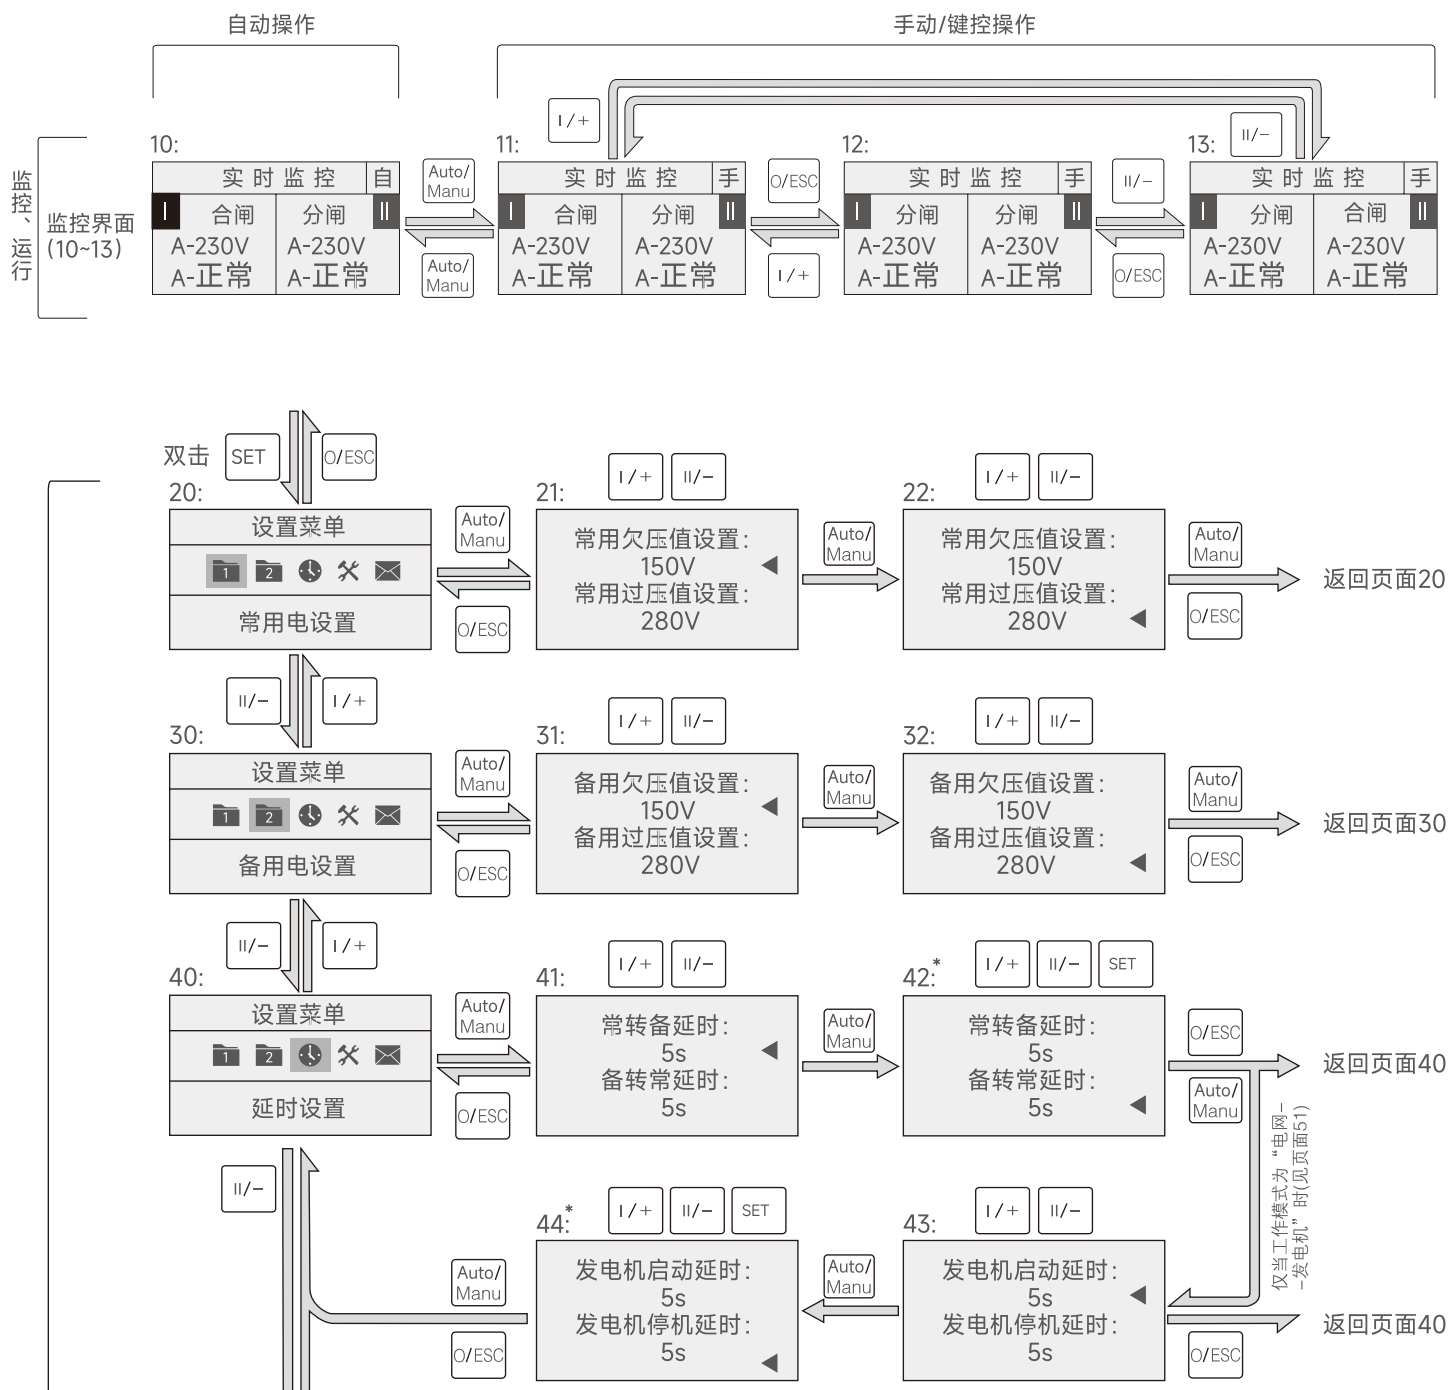 自动操作
手动/键控操作
I/+
II/-
10:
11:
12:
13:
监控、运行
监控界面
(10~13)
实时监控 自
I 合闸 分闸 II
A-230V A-230V
A-正常 A-正常
Auto/
Manu
Auto/
Manu
实时监控 手
I 合闸 分闸 II
A-230V A-230V
A-正常 A-正常
O/ESC
I/+
实时监控 手
I 分闸 分闸 II
A-230V A-230V
A-正常 A-正常
II/-
O/ESC
实时监控 手
I 分闸 合闸 II
A-230V A-230V
A-正常 A-正常
双击 SET O/ESC
20:
设置菜单
1 2
常用电设置
Auto/
Manu
O/ESC
21: I/+ II/-
常用欠压值设置:
150V
常用过压值设置:
280V
Auto/
Manu
22: I/+ II/-
常用欠压值设置:
150V
常用过压值设置:
280V
Auto/
Manu
O/ESC
返回页面20
II/- I/+
30:
设置菜单
1 2
备用电设置
Auto/
Manu
O/ESC
31: I/+ II/-
备用欠压值设置:
150V
备用过压值设置:
280V
Auto/
Manu
32: I/+ II/-
备用欠压值设置:
150V
备用过压值设置:
280V
Auto/
Manu
O/ESC
返回页面30
II/- I/+
40:
设置菜单
1 2
延时设置
Auto/
Manu
O/ESC
41: I/+ II/-
常转备延时:
5s
备转常延时:
5s
Auto/
Manu
42:* I/+ II/- SET
常转备延时:
5s
备转常延时:
5s
O/ESC
Auto/
Manu
返回页面40
仅当工作模式为“电网-
-发电机”时(见页面51)
II/-
Auto/
Manu
O/ESC
44:* I/+ II/- SET
发电机启动延时:
5s
发电机停机延时:
5s
Auto/
Manu
43: I/+ II/-
发电机启动延时:
5s
发电机停机延时:
5s
O/ESC
返回页面40